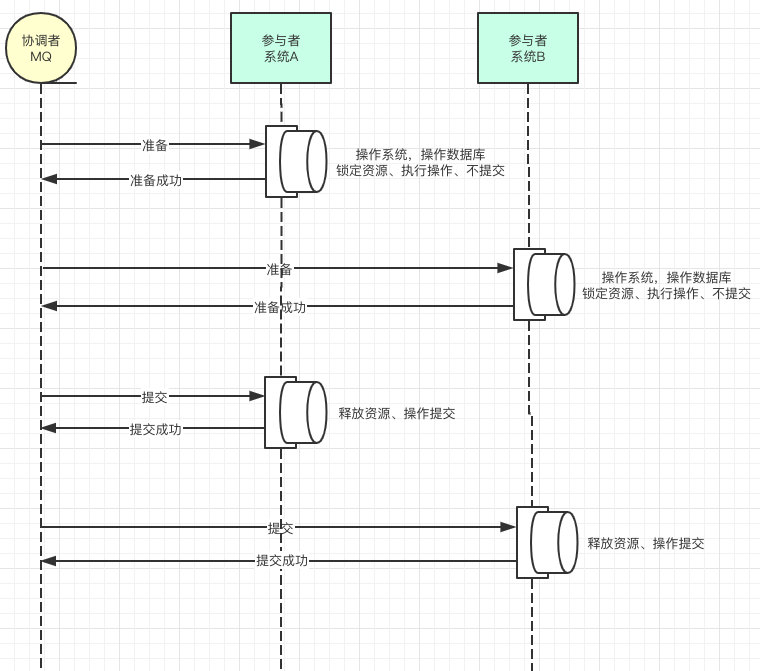 协调者
MQ
参与者
系统A
参与者
系统B
准备
操作系统，操作数据库
锁定资源、执行操作、不提交
准备成功
准备
操作系统，操作数据库
锁定资源、执行操作、不提交
准备成功
提交
释放资源、操作提交
提交成功
提交
释放资源、操作提交
提交成功